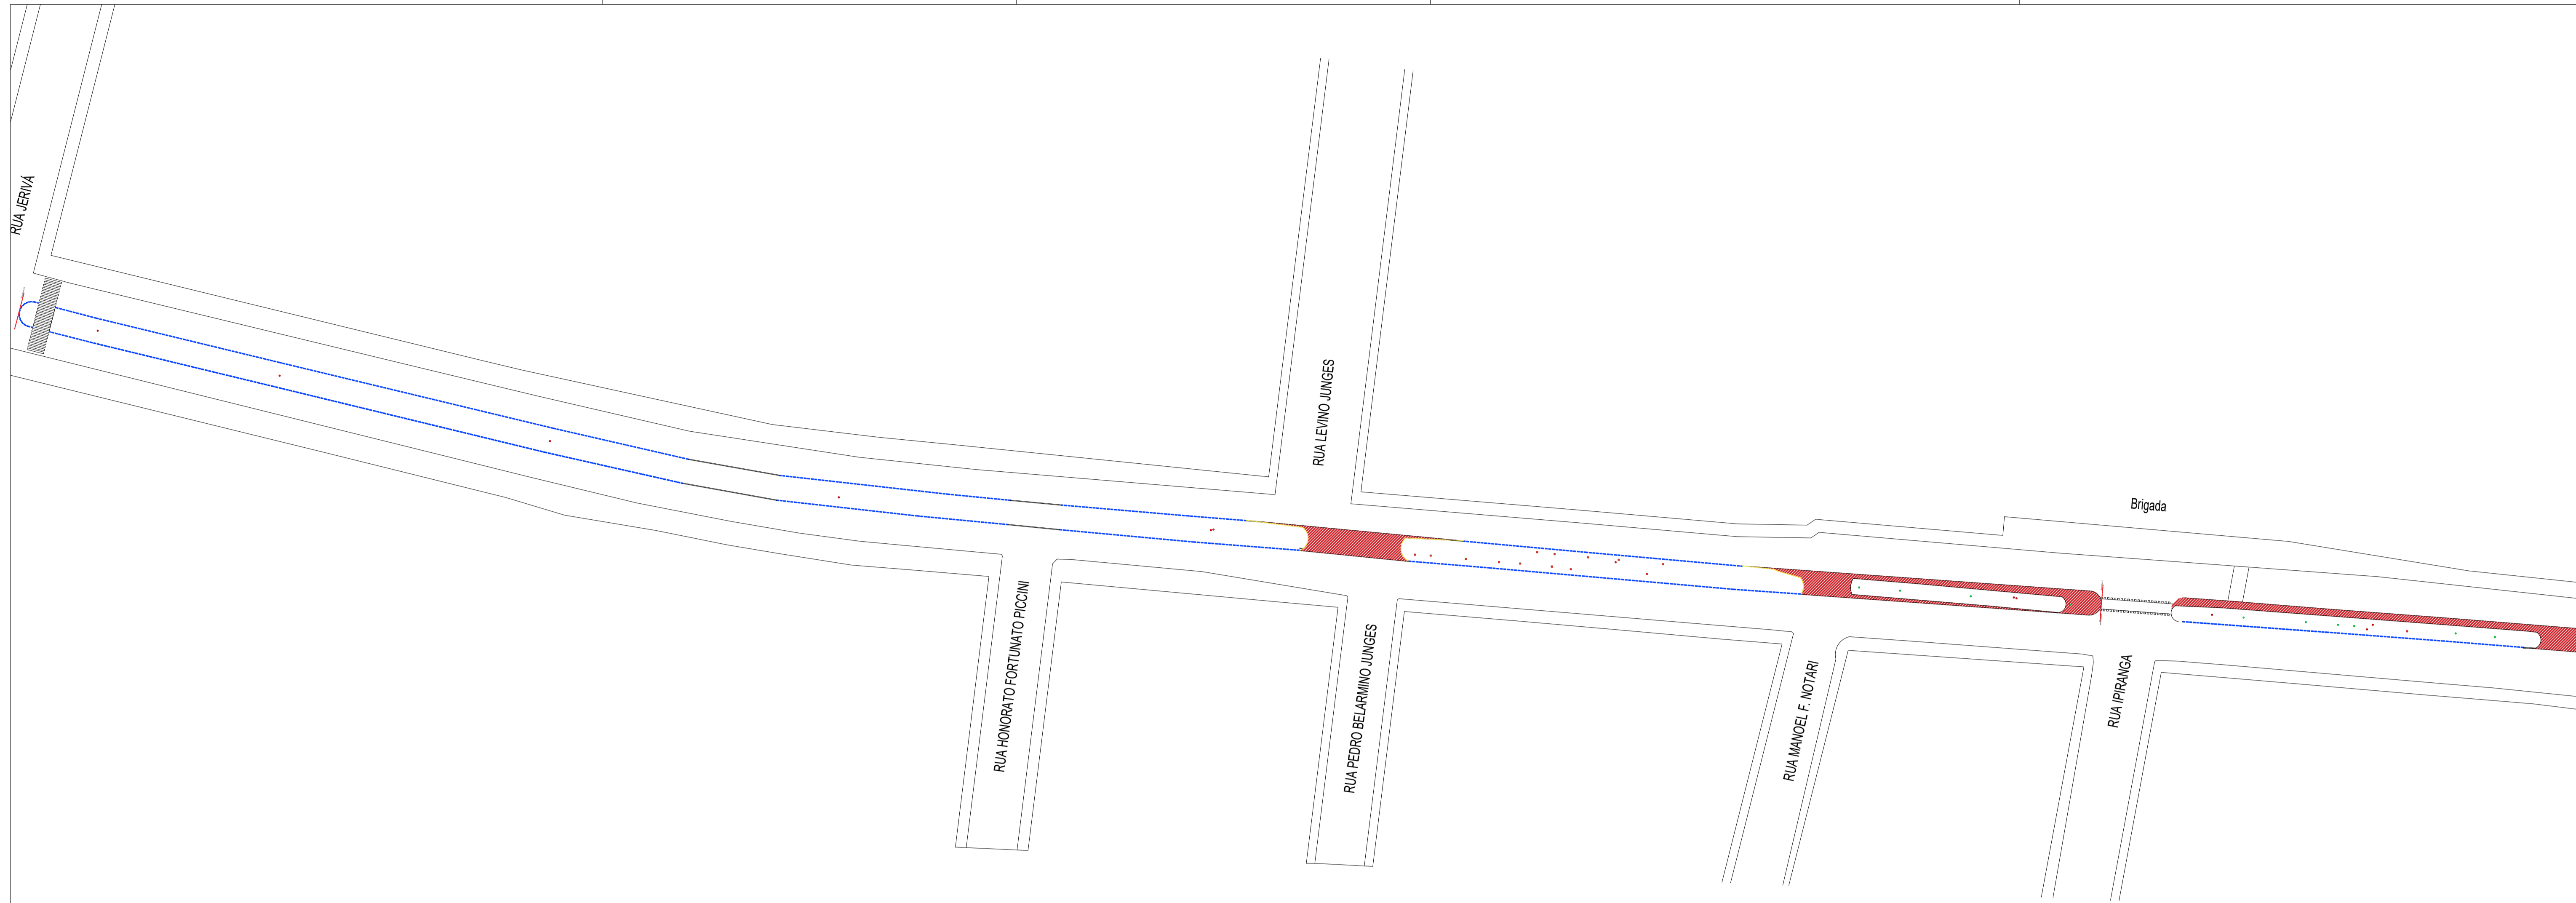 RUA JERIVÁ
RUA LEVINO JUNGES
Brigada
RUA HONORATO FORTUNATO PICCINI
RUA PEDRO BELARMINO JUNGES
RUA MANOEL F. NOTARI
RUA IPIRANGA